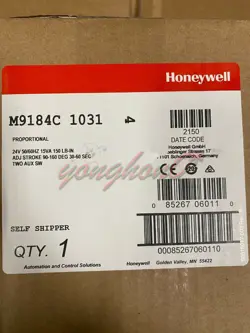 Honeywell
M9184C 1031
4
PROPORTIONAL
24V 50/60HZ 15VA 150 LB-IN
ADJ STROKE 90-160 DEG 30-60 SEC
TWO AUX SW
2150
DATE CODE
Honeywell GmbH
71101 Schönaich, Germany
0 85267 06011 0
SELF SHIPPER
QTY. 1
00085267060110
Automation and Control Solutions
Honeywell
Golden Valley, MN 55422